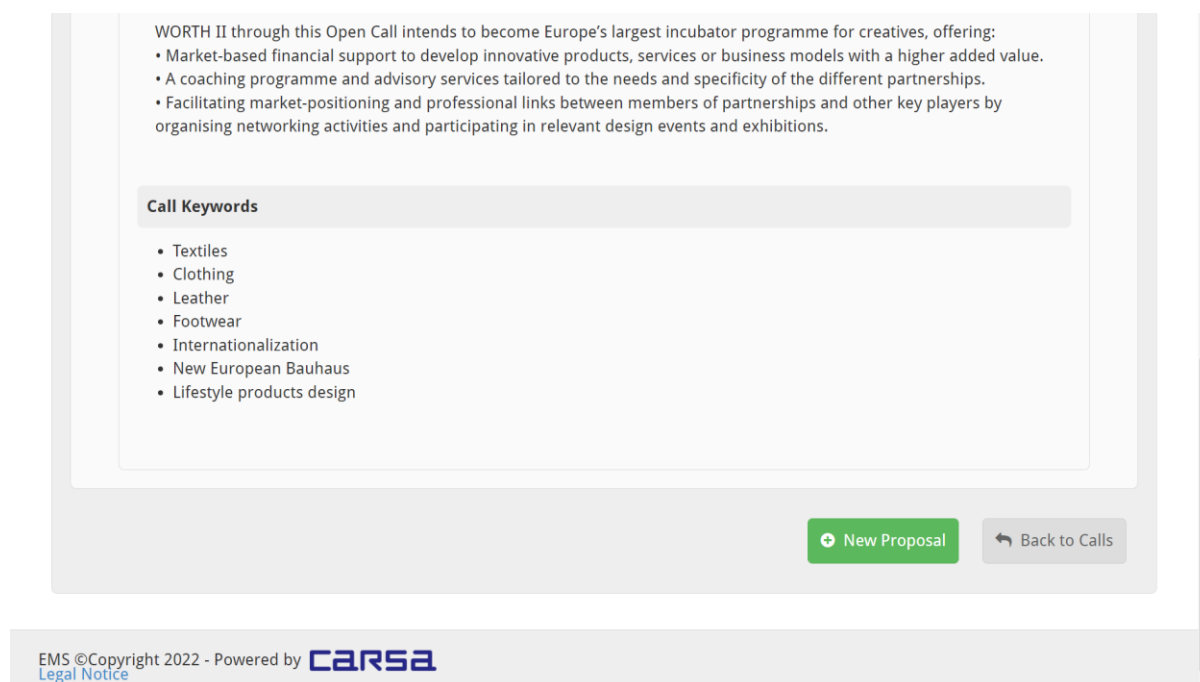 WORTH II through this Open Call intends to become Europe's largest incubator programme for creatives, offering:
• Market-based financial support to develop innovative products, services or business models with a higher added value.
• A coaching programme and advisory services tailored to the needs and specificity of the different partnerships.
• Facilitating market-positioning and professional links between members of partnerships and other key players by
organising networking activities and participating in relevant design events and exhibitions.
Call Keywords
• Textiles
• Clothing
• Leather
• Footwear
• Internationalization
• New European Bauhaus
• Lifestyle products design
New Proposal
Back to Calls
EMS ©Copyright 2022 - Powered by carsa
Legal Notice